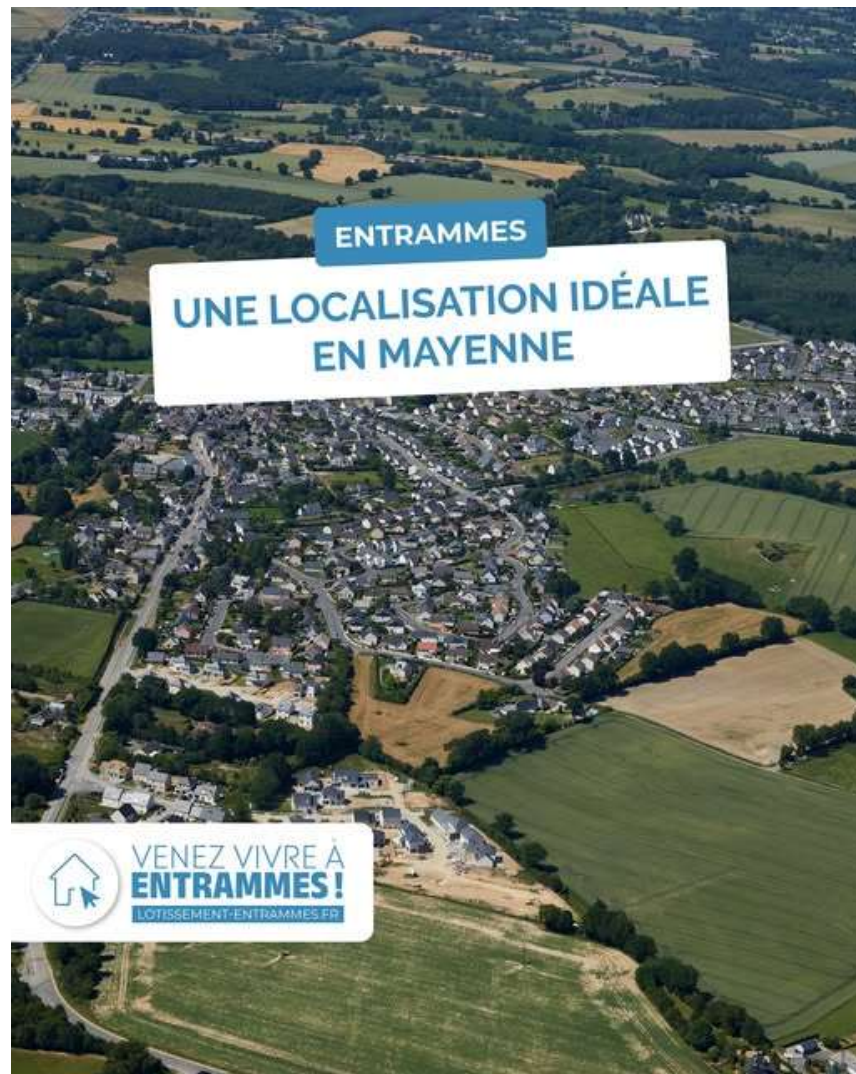 ENTRAMMES
UNE LOCALISATION IDÉALE
EN MAYENNE
VENEZ VIVRE À
ENTRAMMES !
LOTISSEMENT-ENTRAMMES.FR